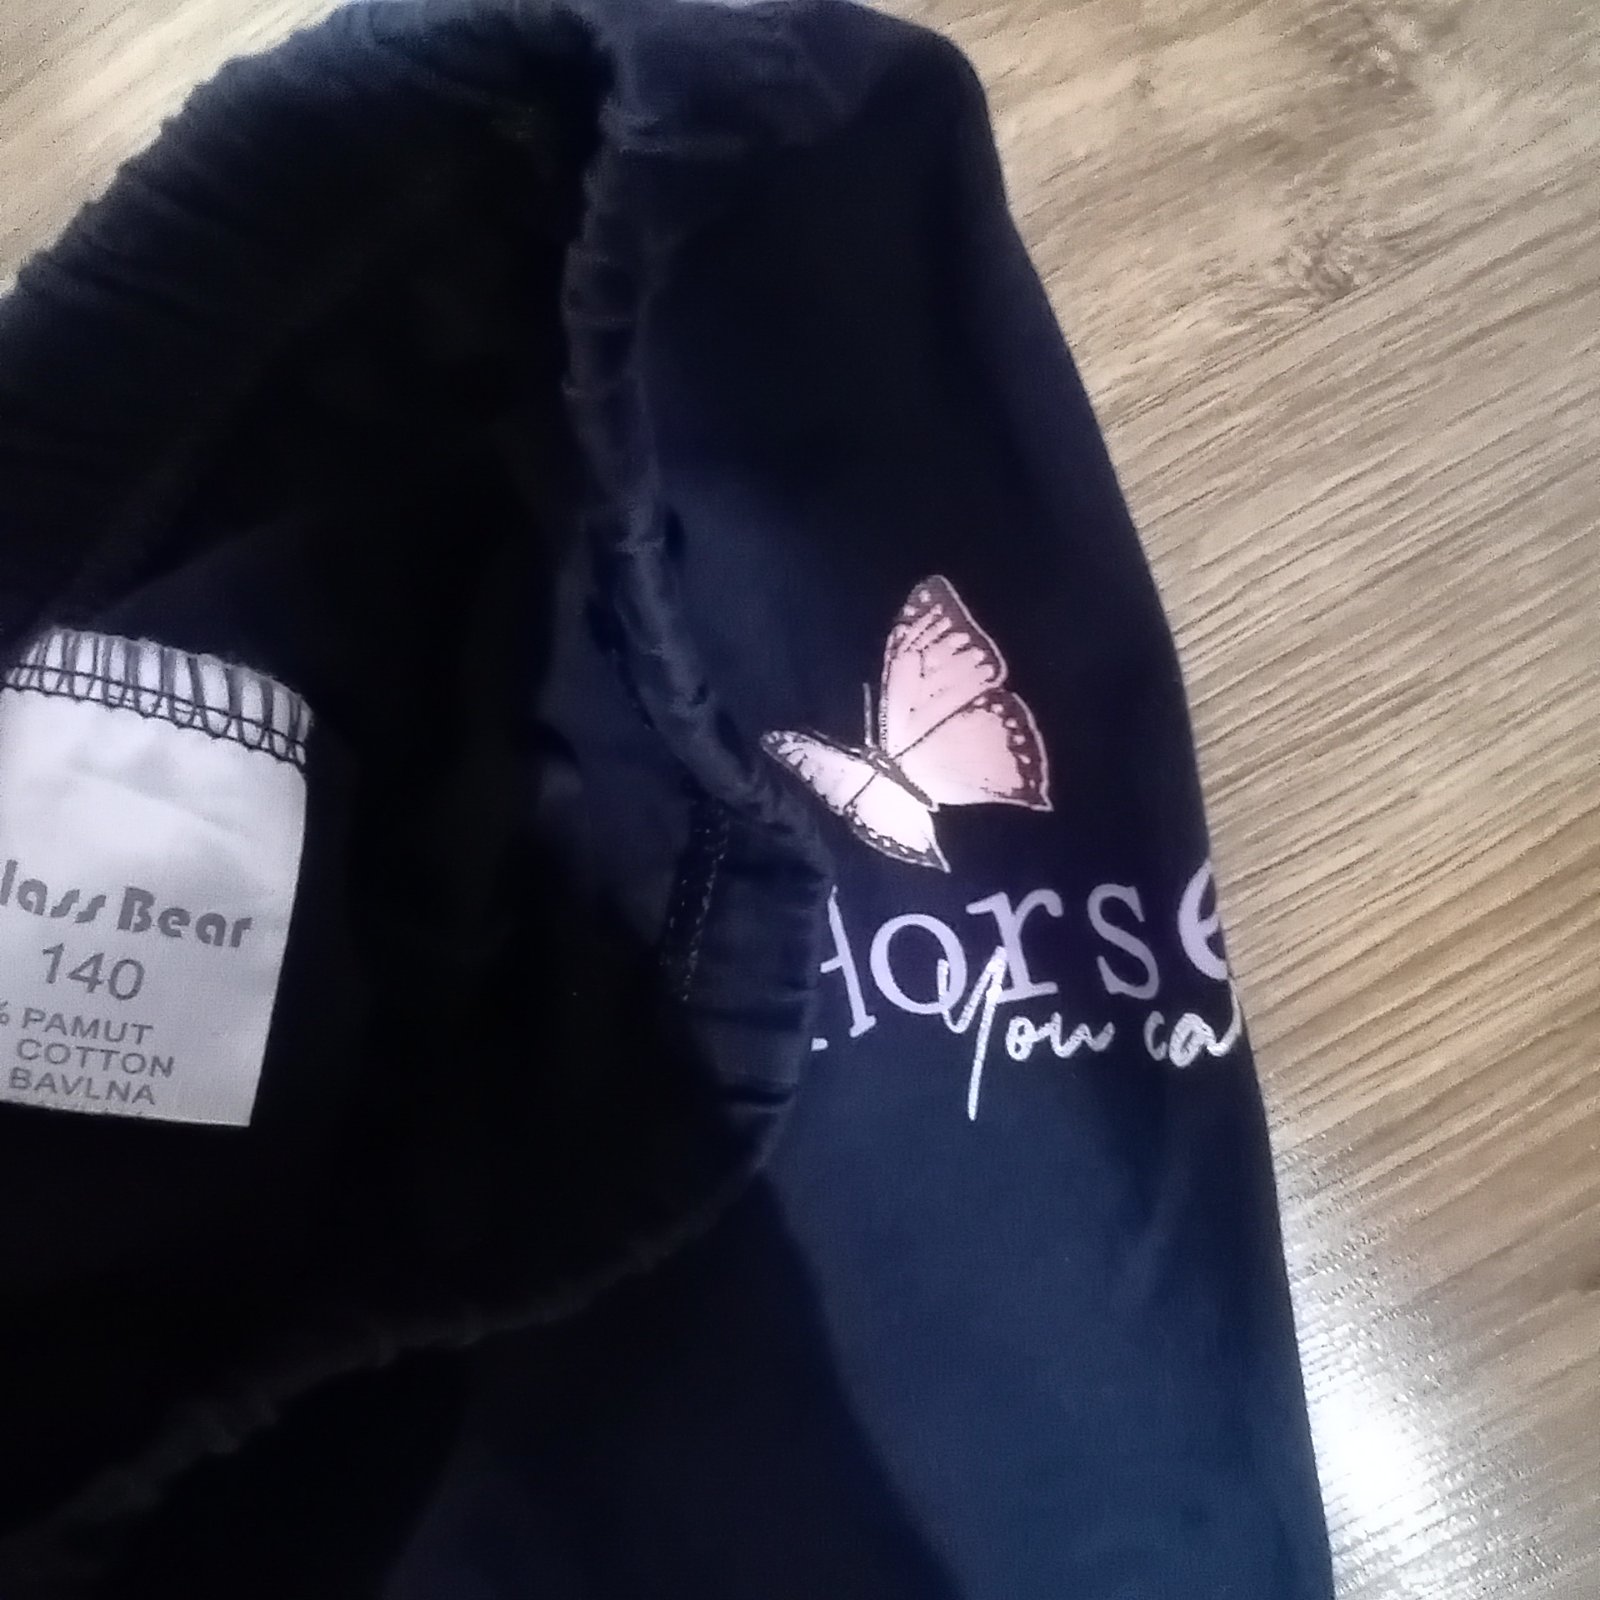 lass Bear
140
% PAMUT
COTTON
BAVLNA
Horse
You ca